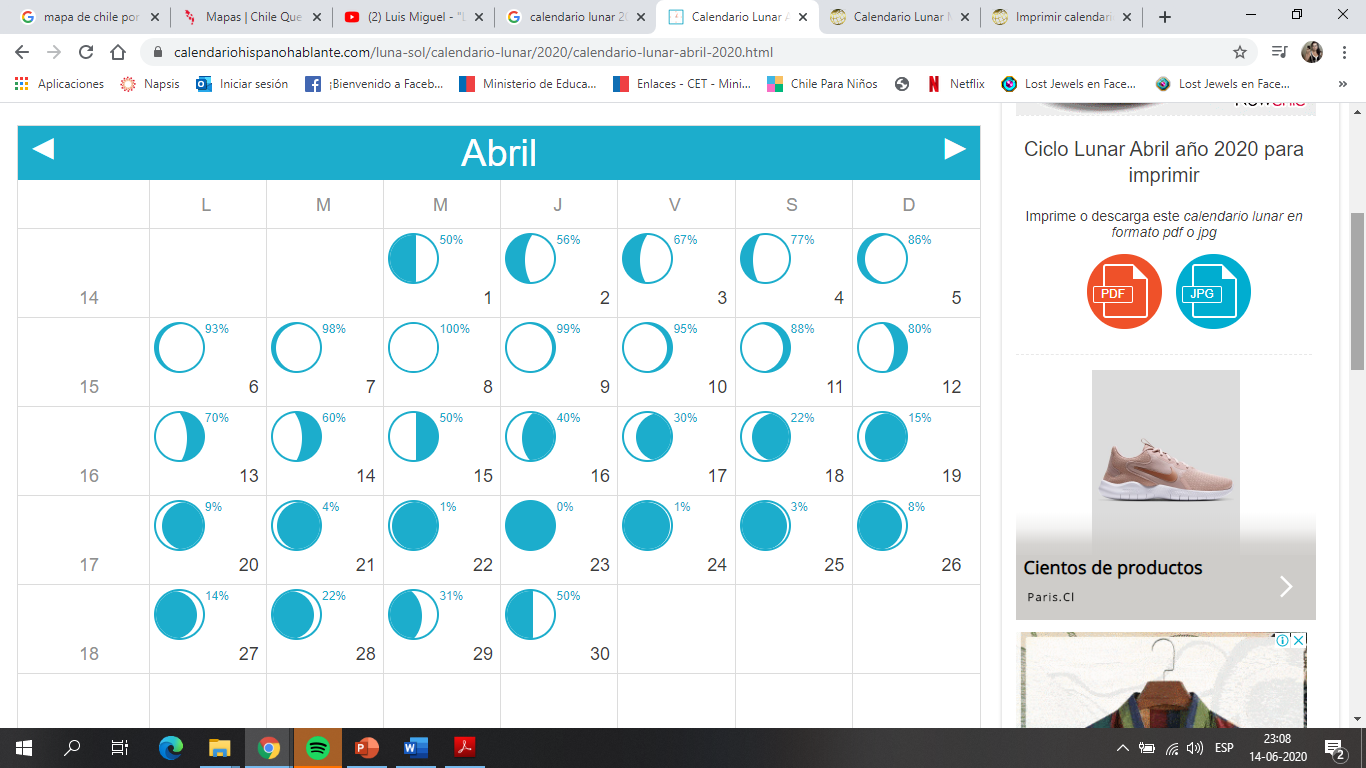 mapa de chile por
Mapas | Chile Que
(2) Luis Miguel - "L
calendario lunar 20
Calendario Lunar A
Calendario Lunar M
Imprimir calendari
calendariohispanohablante.com/luna-sol/calendario-lunar/2020/calendario-lunar-abril-2020.html
Aplicaciones
Napsis
Iniciar sesión
¡Bienvenido a Faceb...
Ministerio de Educa...
Enlaces - CET - Mini...
Chile Para Niños
Netflix
Lost Jewels en Face...
Lost Jewels en Face...
»
Abril
L M M J V S D
50% 56% 67% 77% 86%
14 1 2 3 4 5
93% 98% 100% 99% 95% 88% 80%
15 6 7 8 9 10 11 12
70% 60% 50% 40% 30% 22% 15%
16 13 14 15 16 17 18 19
9% 4% 1% 0% 1% 3% 8%
17 20 21 22 23 24 25 26
14% 22% 31% 50%
18 27 28 29 30
Ciclo Lunar Abril año 2020 para
imprimir
Imprime o descarga este calendario lunar en
formato pdf o jpg
PDF
JPG
Cientos de productos
Paris.Cl
ESP
23:08
14-06-2020
2